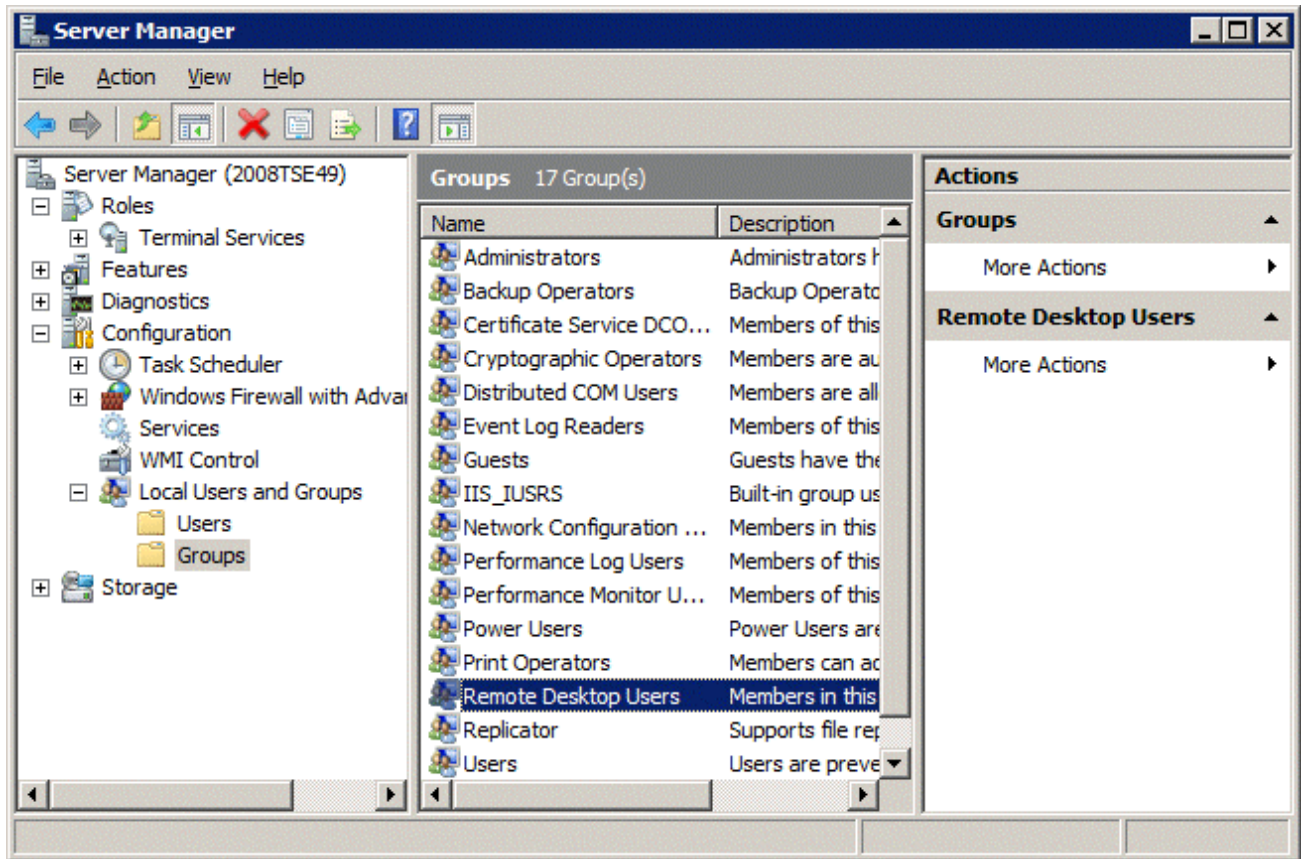 Server Manager
File Action View Help
Server Manager (2008TSE49)
Roles
Terminal Services
Features
Diagnostics
Configuration
Task Scheduler
Windows Firewall with Advar
Services
WMI Control
Local Users and Groups
Users
Groups
Storage
Groups 17 Group(s)
Name Description
Administrators Administrators h
Backup Operators Backup Operato
Certificate Service DCO... Members of this
Cryptographic Operators Members are au
Distributed COM Users Members are all
Event Log Readers Members of this
Guests Guests have the
IIS_IUSRS Built-in group us
Network Configuration ... Members in this
Performance Log Users Members of this
Performance Monitor U... Members of this
Power Users Power Users are
Print Operators Members can ad
Remote Desktop Users Members in this
Replicator Supports file rep
Users Users are preve
Actions
Groups
More Actions
Remote Desktop Users
More Actions